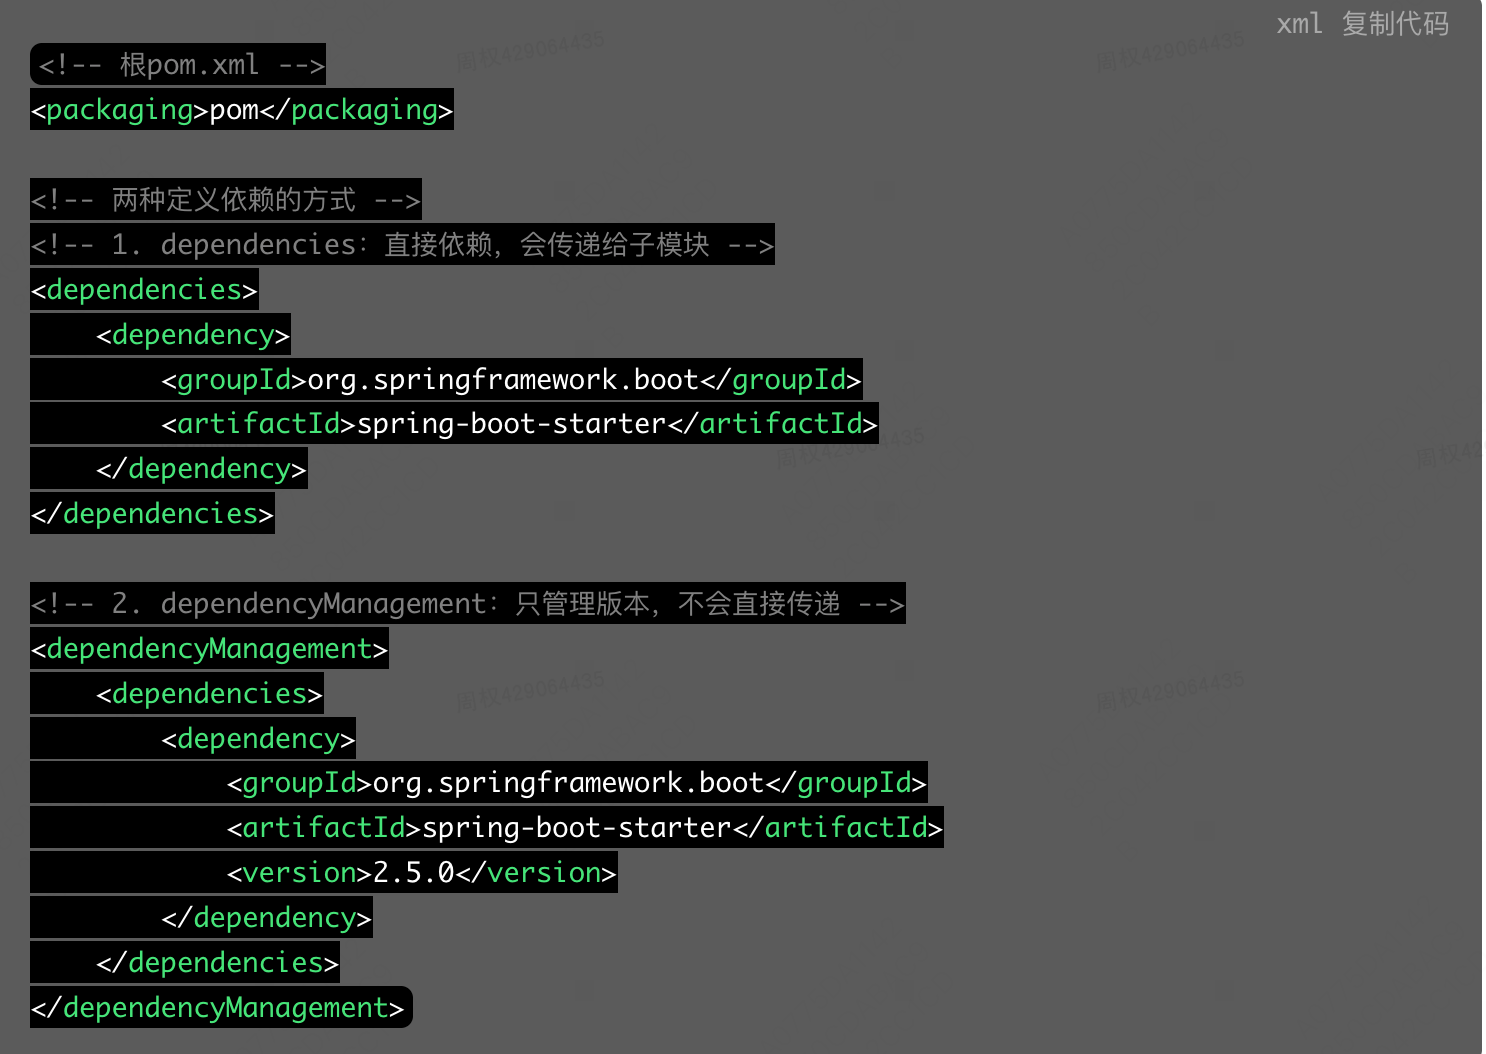 xml 复制代码
<!-- 根pom.xml -->
<packaging>pom</packaging>
<!-- 两种定义依赖的方式 -->
<!-- 1. dependencies：直接依赖，会传递给子模块 -->
<dependencies>
    <dependency>
        <groupId>org.springframework.boot</groupId>
        <artifactId>spring-boot-starter</artifactId>
    </dependency>
</dependencies>
<!-- 2. dependencyManagement：只管理版本，不会直接传递 -->
<dependencyManagement>
    <dependencies>
        <dependency>
            <groupId>org.springframework.boot</groupId>
            <artifactId>spring-boot-starter</artifactId>
            <version>2.5.0</version>
        </dependency>
    </dependencies>
</dependencyManagement>